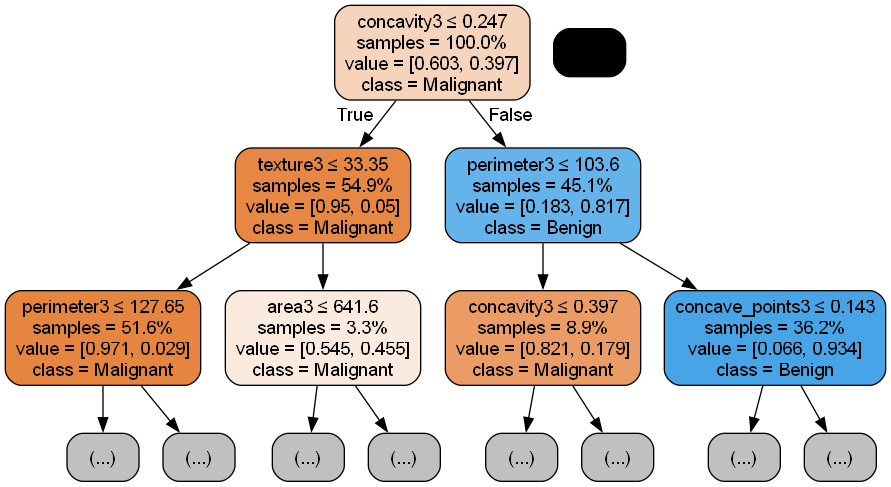 concavity3 ≤ 0.247
samples = 100.0%
value = [0.603, 0.397]
class = Malignant
True
False
texture3 ≤ 33.35
samples = 54.9%
value = [0.95, 0.05]
class = Malignant
perimeter3 ≤ 103.6
samples = 45.1%
value = [0.183, 0.817]
class = Benign
perimeter3 ≤ 127.65
samples = 51.6%
value = [0.971, 0.029]
class = Malignant
area3 ≤ 641.6
samples = 3.3%
value = [0.545, 0.455]
class = Malignant
concavity3 ≤ 0.397
samples = 8.9%
value = [0.821, 0.179]
class = Malignant
concave_points3 ≤ 0.143
samples = 36.2%
value = [0.066, 0.934]
class = Benign
(...)
(...)
(...)
(...)
(...)
(...)
(...)
(...)